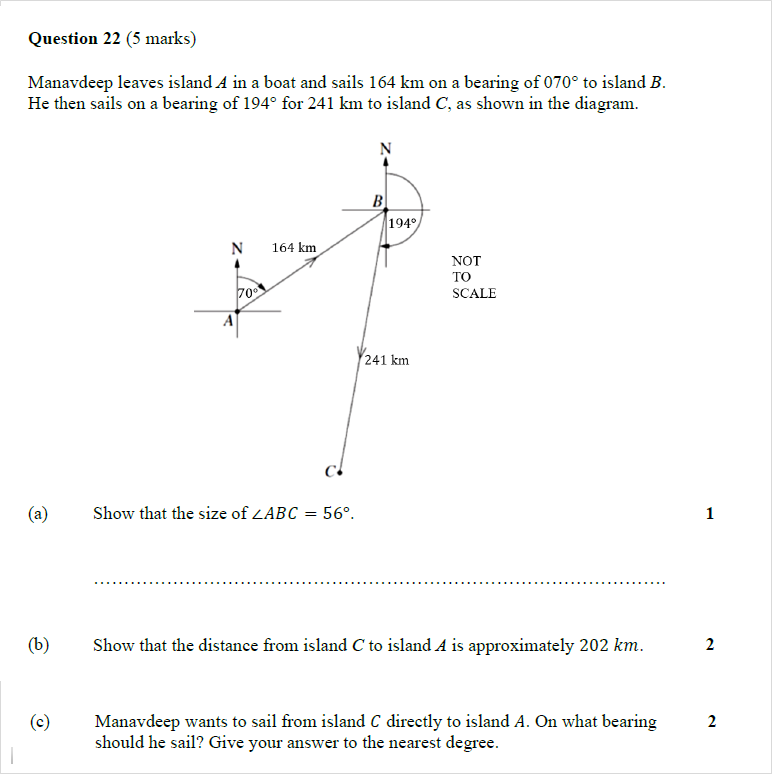 Question 22 (5 marks)
Manavdeep leaves island A in a boat and sails 164 km on a bearing of 070° to island B.
He then sails on a bearing of 194° for 241 km to island C, as shown in the diagram.
N
B
194°
N
164 km
70°
A
NOT
TO
SCALE
241 km
C
(a) Show that the size of ∠ABC = 56°. 1
(b) Show that the distance from island C to island A is approximately 202 km. 2
(c) Manavdeep wants to sail from island C directly to island A. On what bearing 2
should he sail? Give your answer to the nearest degree.